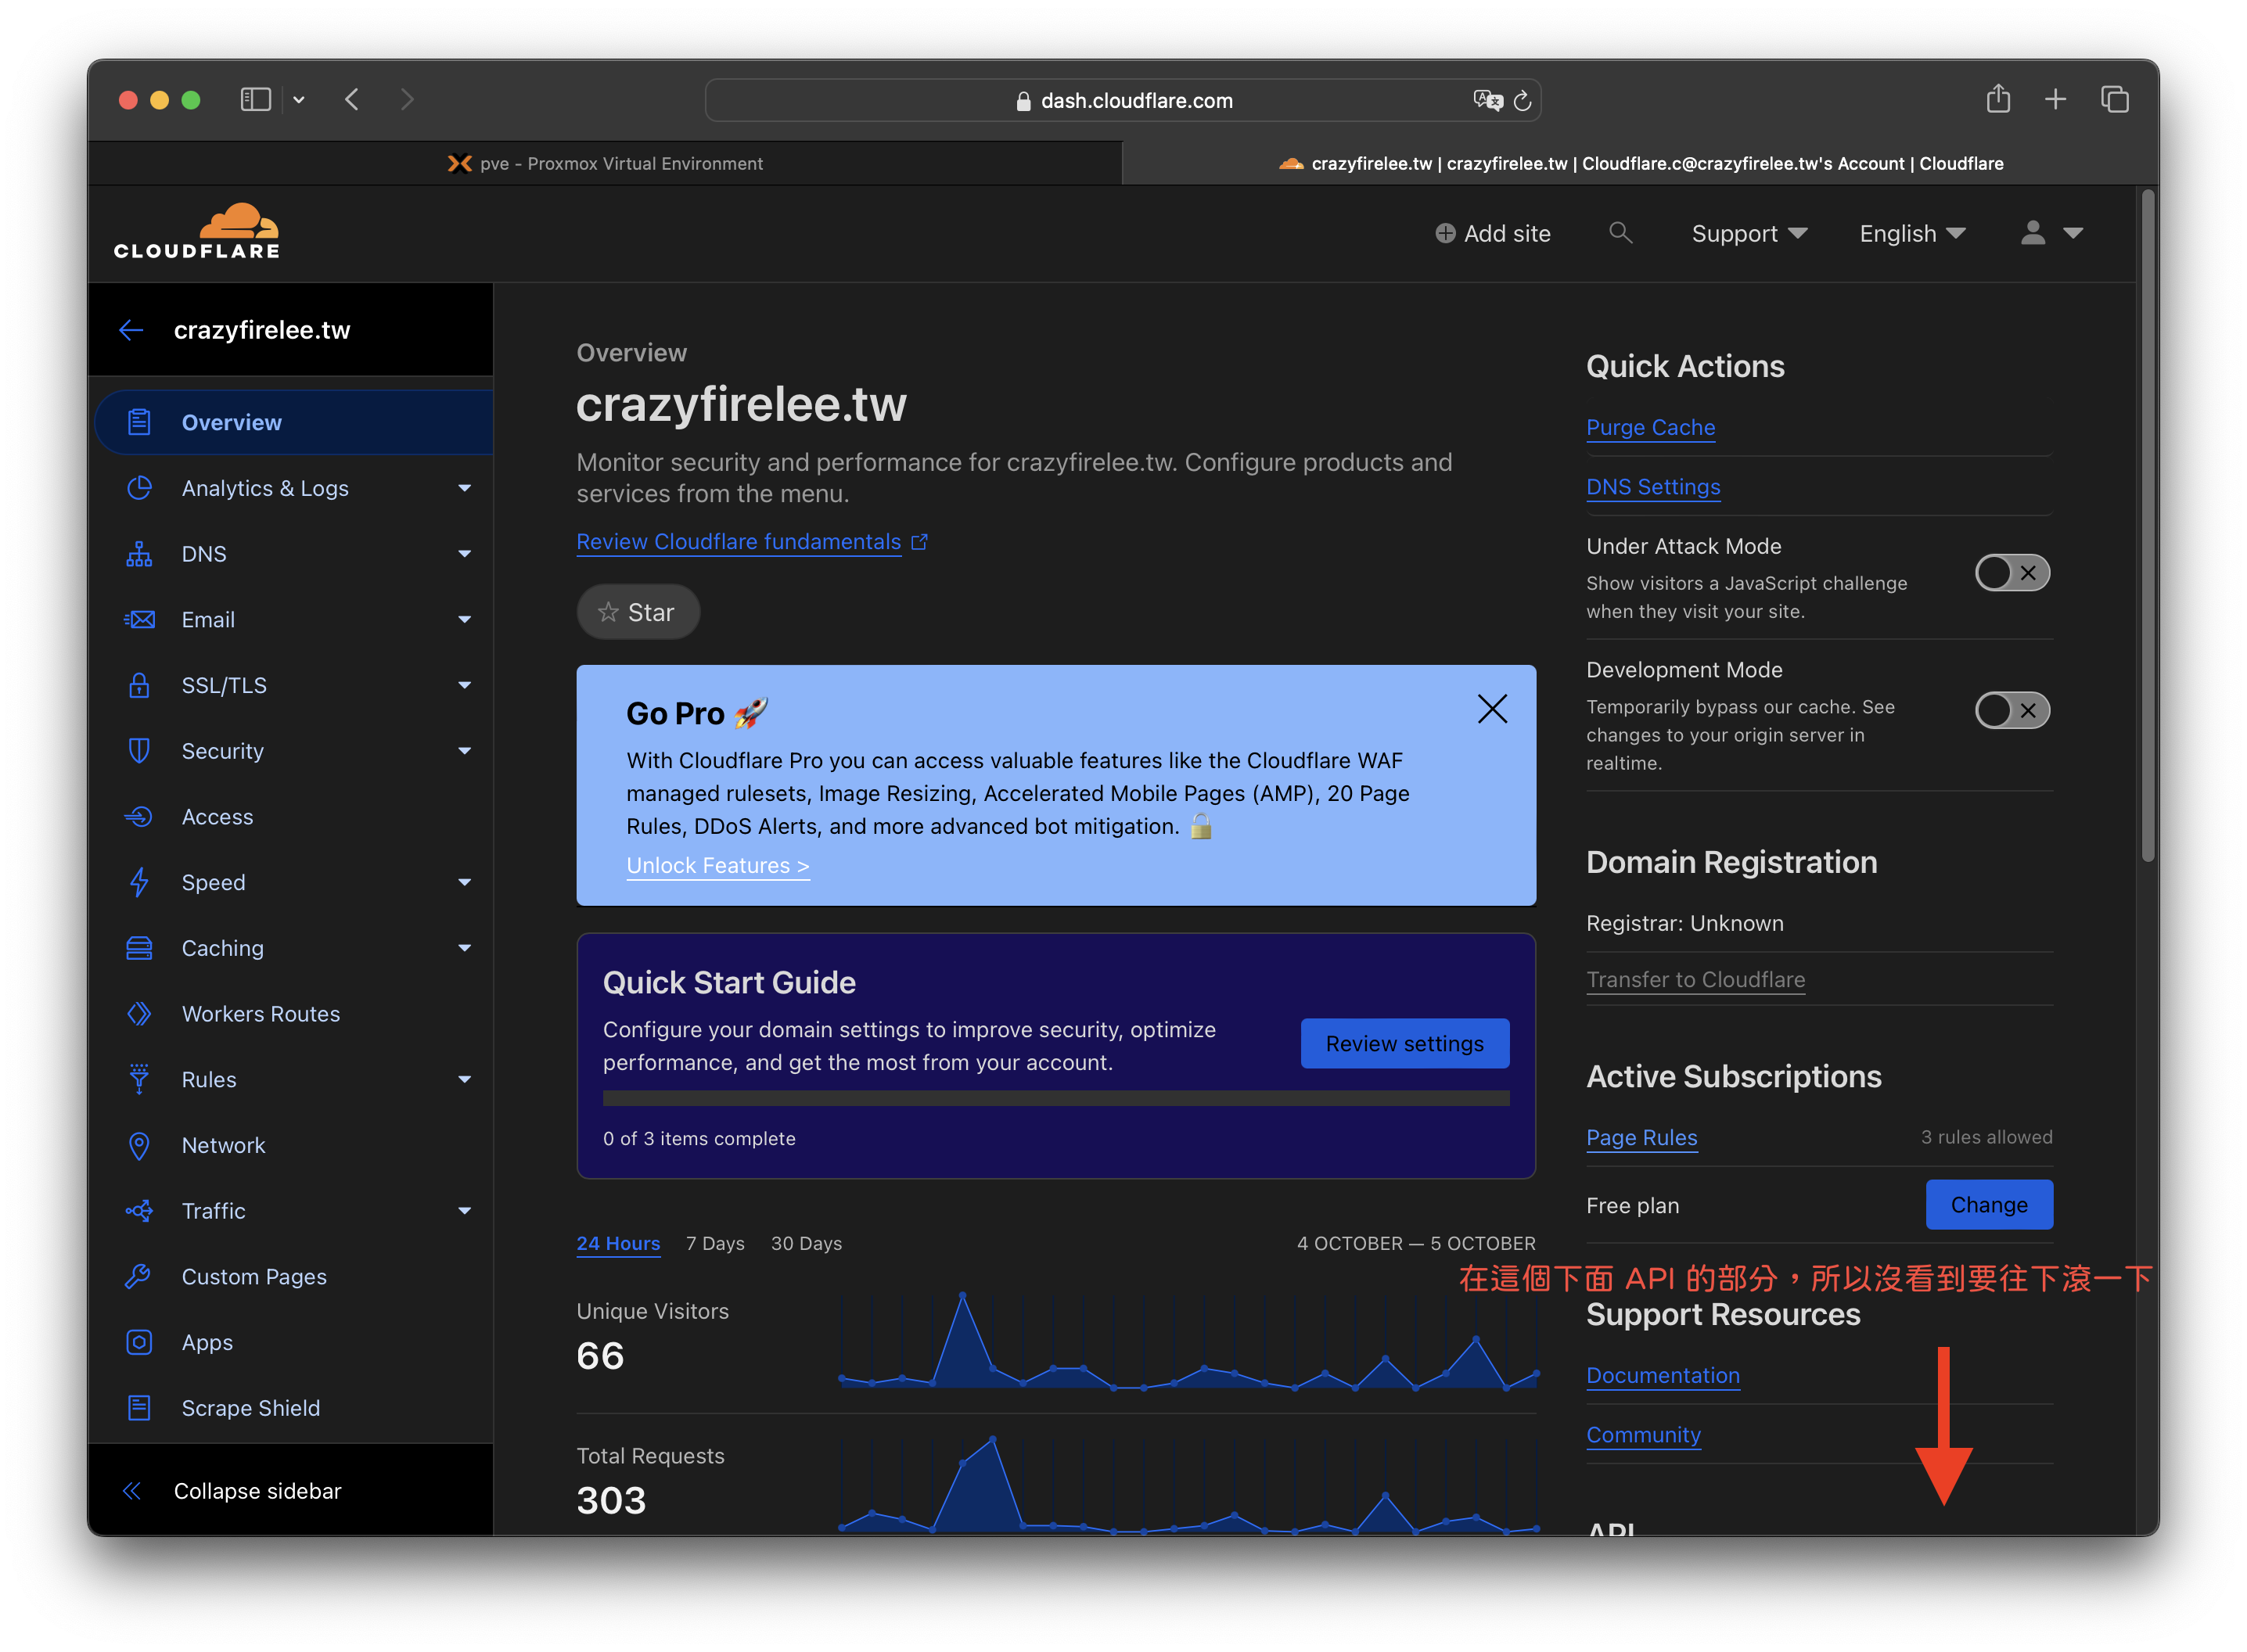 dash.cloudflare.com
pve - Proxmox Virtual Environment
crazyfirelee.tw | crazyfirelee.tw | Cloudflare.c@crazyfirelee.tw's Account | Cloudflare
CLOUDFLARE
Add site
Support
English
crazyfirelee.tw
Overview
Analytics & Logs
DNS
Email
SSL/TLS
Security
Access
Speed
Caching
Workers Routes
Rules
Network
Traffic
Custom Pages
Apps
Scrape Shield
Collapse sidebar
Overview
crazyfirelee.tw
Monitor security and performance for crazyfirelee.tw. Configure products and
services from the menu.
Review Cloudflare fundamentals
Star
Go Pro 🚀
With Cloudflare Pro you can access valuable features like the Cloudflare WAF
managed rulesets, Image Resizing, Accelerated Mobile Pages (AMP), 20 Page
Rules, DDoS Alerts, and more advanced bot mitigation. 🔒
Unlock Features >
Quick Start Guide
Configure your domain settings to improve security, optimize
performance, and get the most from your account.
Review settings
0 of 3 items complete
24 Hours
7 Days
30 Days
4 OCTOBER — 5 OCTOBER
Unique Visitors
66
Total Requests
303
Quick Actions
Purge Cache
DNS Settings
Under Attack Mode
Show visitors a JavaScript challenge
when they visit your site.
Development Mode
Temporarily bypass our cache. See
changes to your origin server in
realtime.
Domain Registration
Registrar: Unknown
Transfer to Cloudflare
Active Subscriptions
Page Rules
3 rules allowed
Free plan
Change
在這個下面 API 的部分，所以沒看到要往下滾一下
Support Resources
Documentation
Community
API